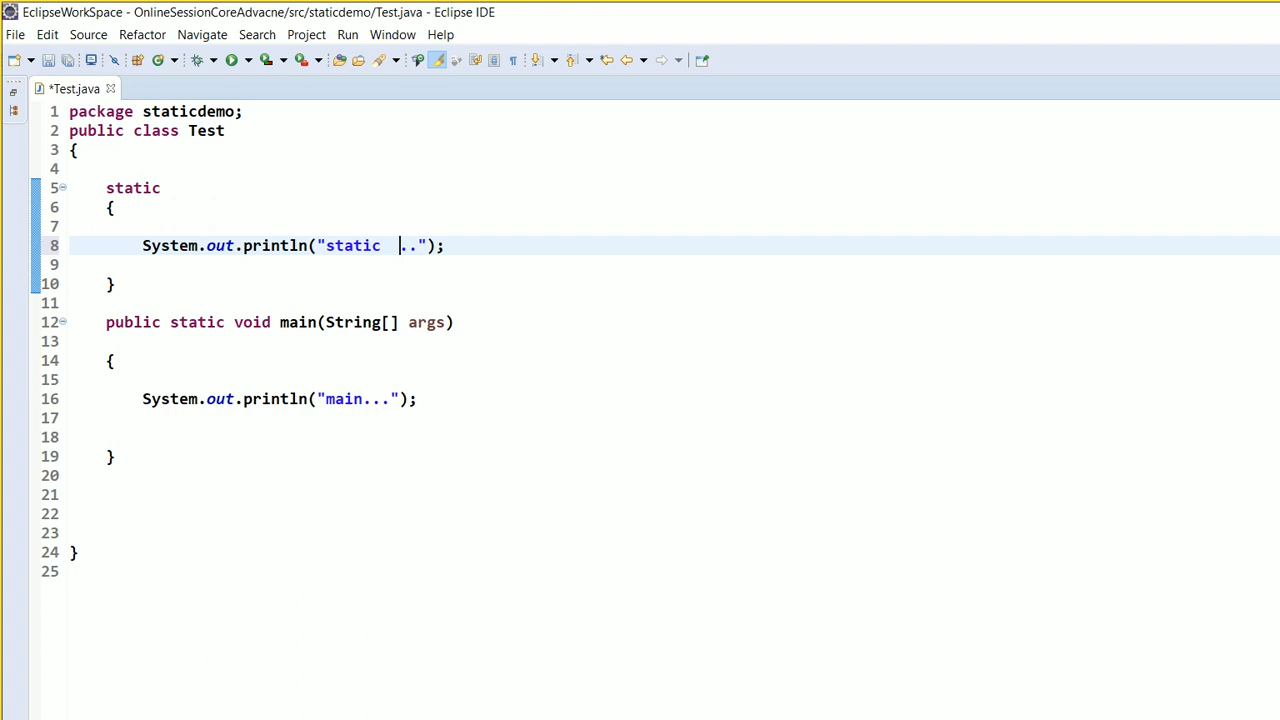 EclipseWorkSpace - OnlineSessionCoreAdvacne/src/staticdemo/Test.java - Eclipse IDE
File Edit Source Refactor Navigate Search Project Run Window Help
*Test.java
1 package staticdemo;
2 public class Test
3 {
4
5 static
6 {
7
8 System.out.println("static  ..");
9
10 }
11
12 public static void main(String[] args)
13
14 {
15
16 System.out.println("main...");
17
18
19 }
20
21
22
23
24 }
25